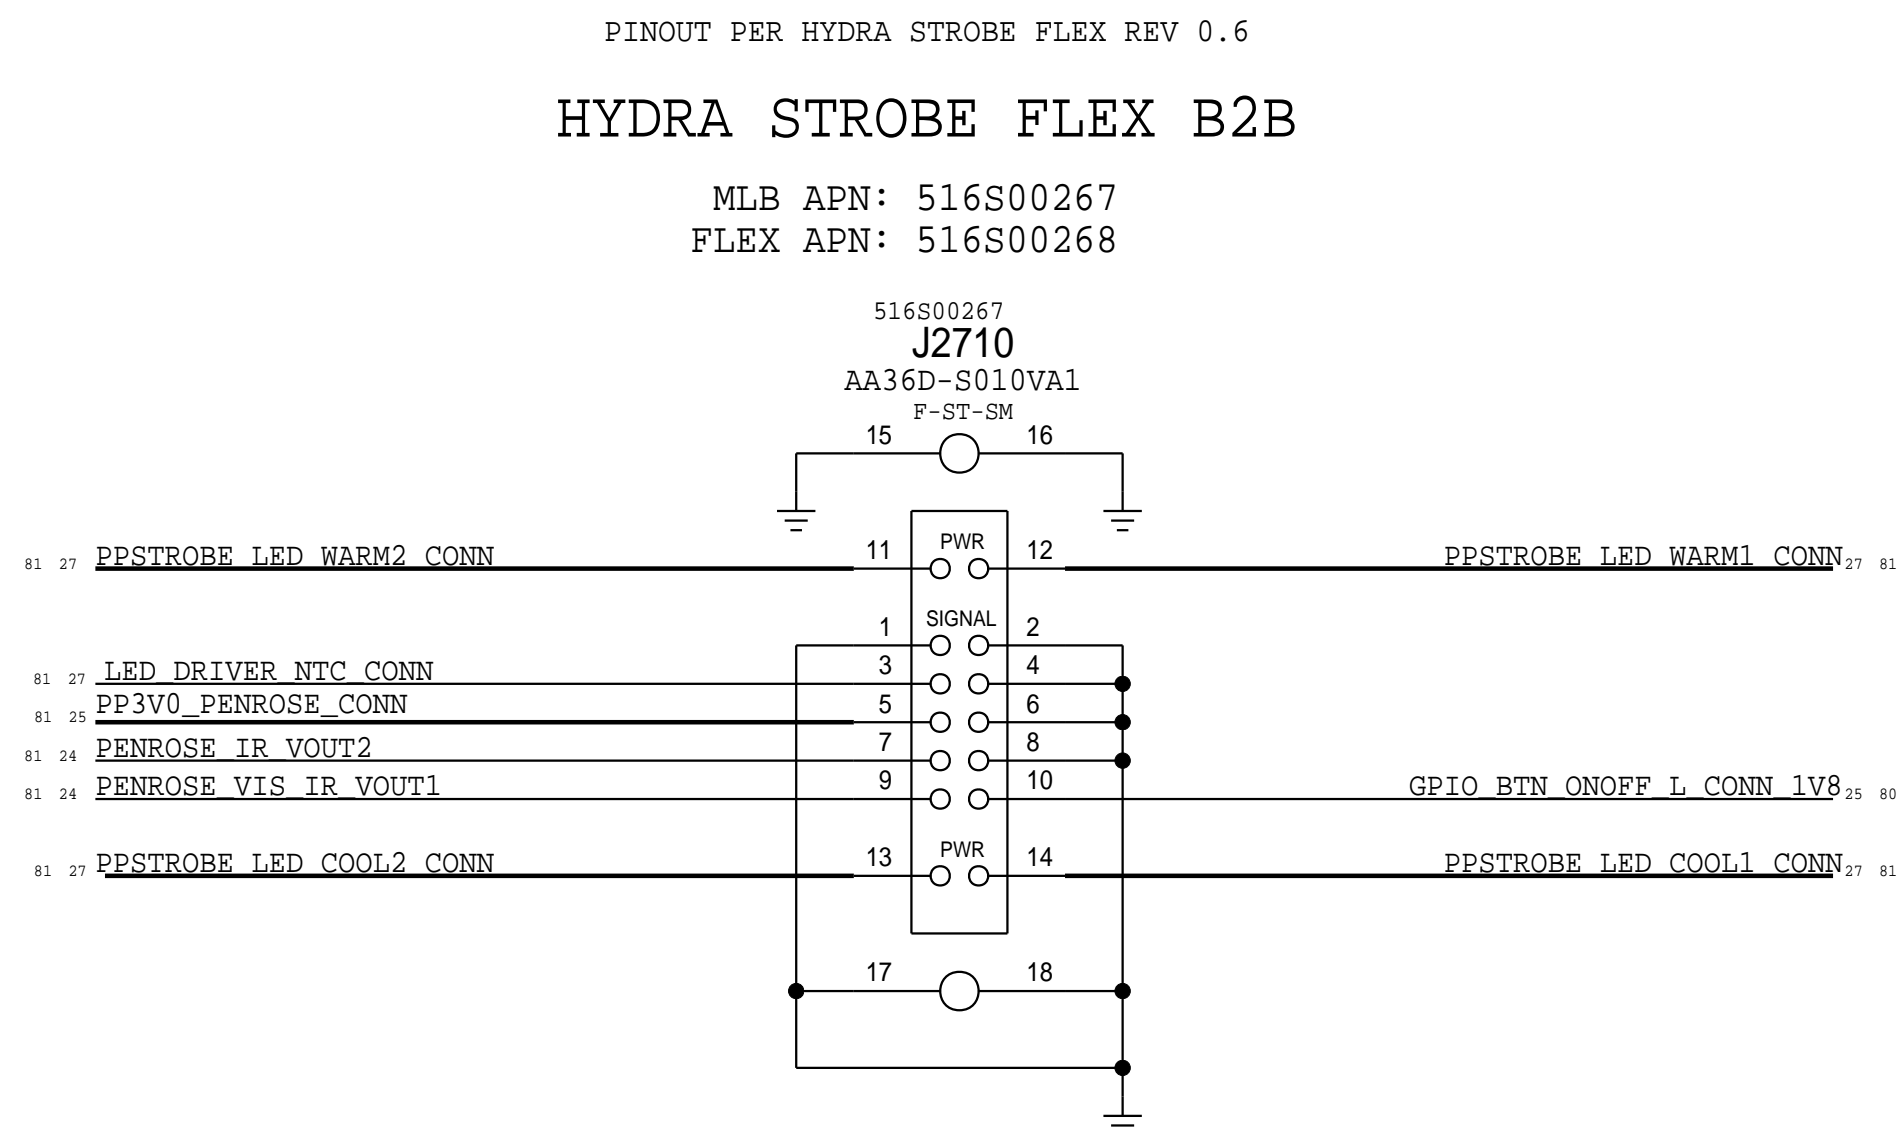 PINOUT PER HYDRA STROBE FLEX REV 0.6
HYDRA STROBE FLEX B2B
MLB APN: 516S00267
FLEX APN: 516S00268
516S00267
J2710
AA36D-S010VA1
F-ST-SM
15 16
81 27 PPSTROBE_LED_WARM2_CONN 11 PWR 12 PPSTROBE_LED_WARM1_CONN 27 81
1 SIGNAL 2
81 27 LED_DRIVER_NTC_CONN 3 4
81 25 PP3V0_PENROSE_CONN 5 6
81 24 PENROSE_IR_VOUT2 7 8
81 24 PENROSE_VIS_IR_VOUT1 9 10 GPIO_BTN_ONOFF_L_CONN_1V8 25 80
81 27 PPSTROBE_LED_COOL2_CONN 13 PWR 14 PPSTROBE_LED_COOL1_CONN 27 81
17 18